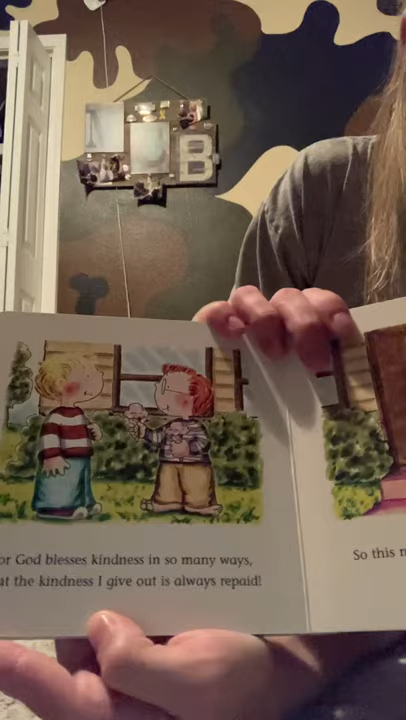 B
or God blesses kindness in so many ways,
at the kindness I give out is always repaid!
So this